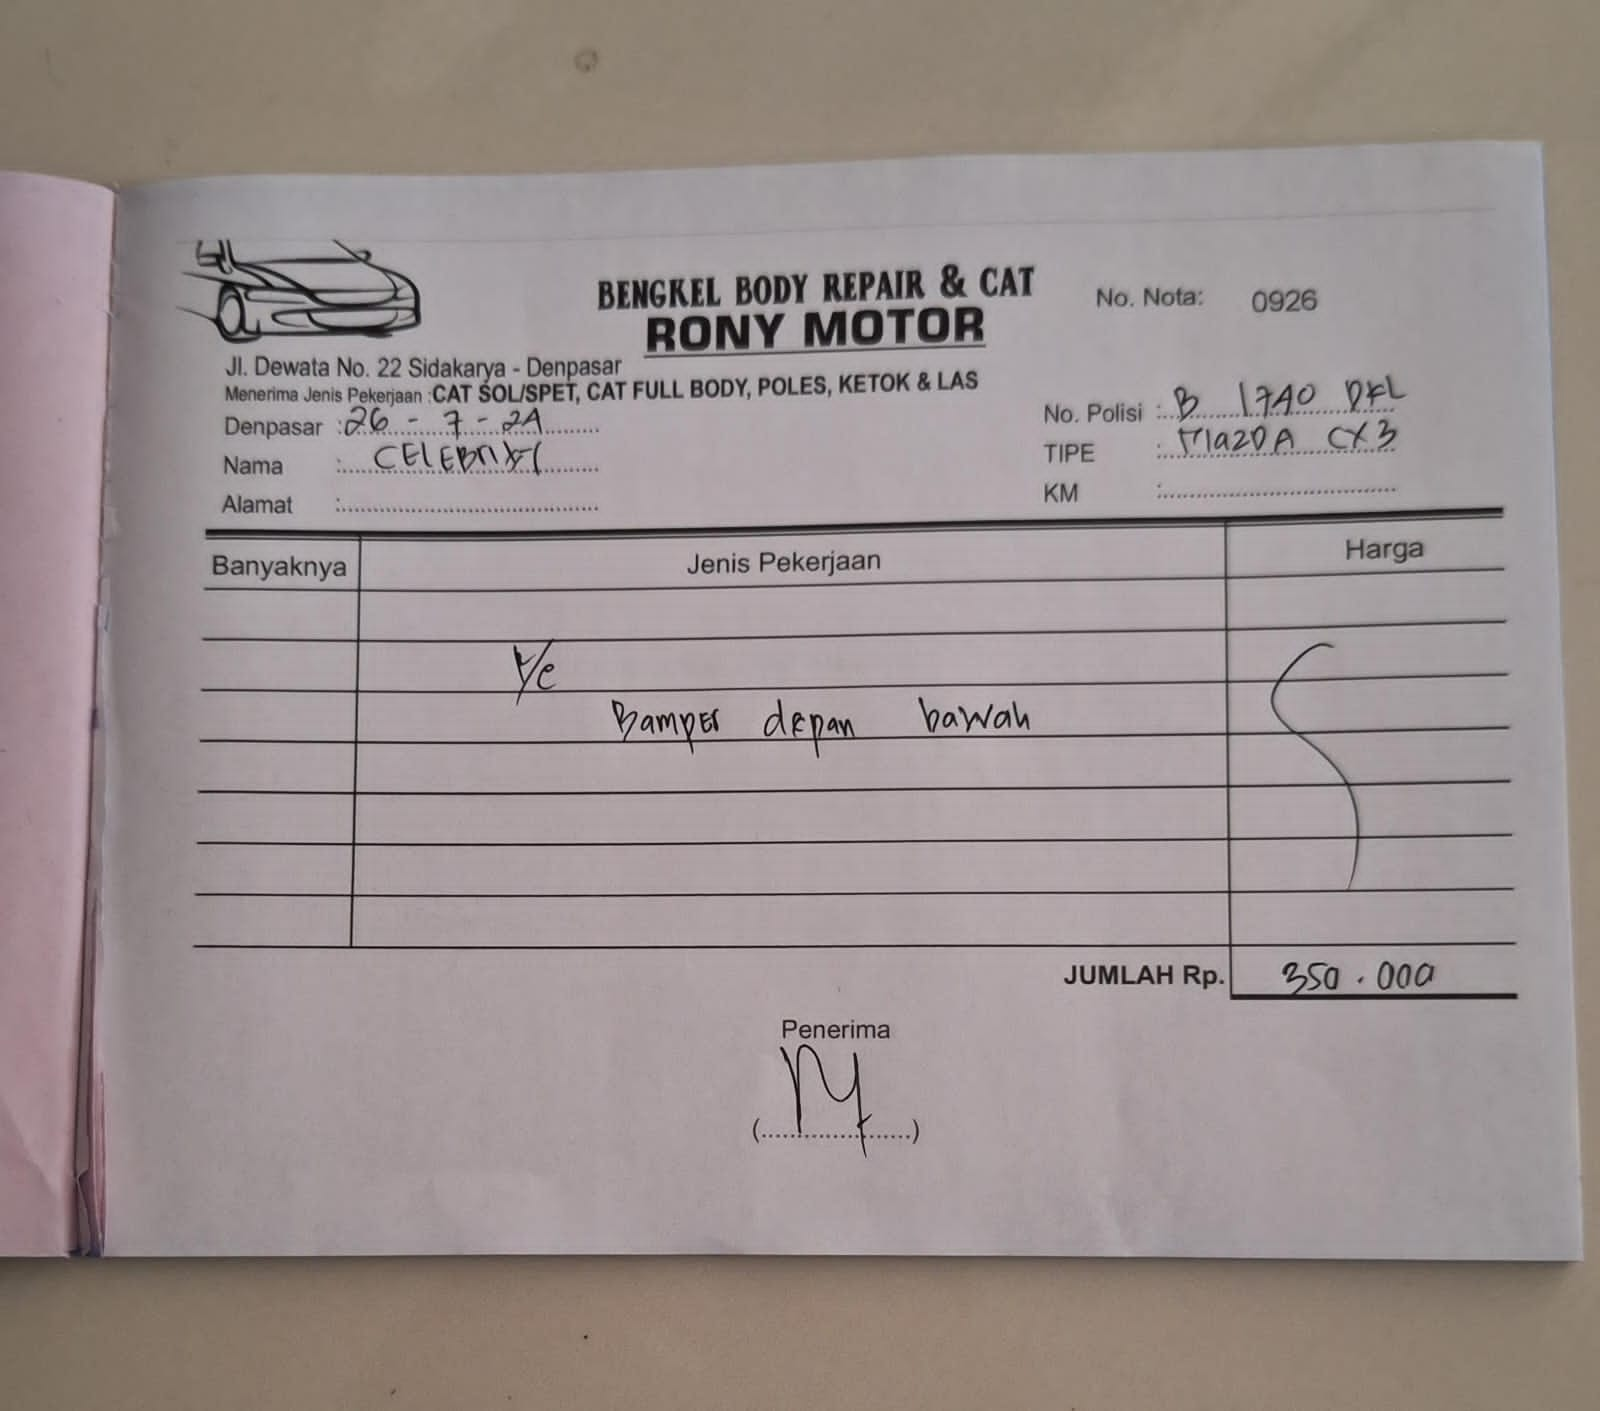 BENGKEL BODY REPAIR & CAT
RONY MOTOR
No. Nota: 0926
Jl. Dewata No. 22 Sidakarya - Denpasar
Menerima Jenis Pekerjaan : CAT SOL/SPET, CAT FULL BODY, POLES, KETOK & LAS
Denpasar : 26 - 7 - 24
No. Polisi : B 1740 DFL
Nama :
TIPE : MAZDA CX3
Alamat :
KM :
Banyaknya Jenis Pekerjaan Harga
Bamper depan bawah
JUMLAH Rp. 350.000
Penerima
(....................)